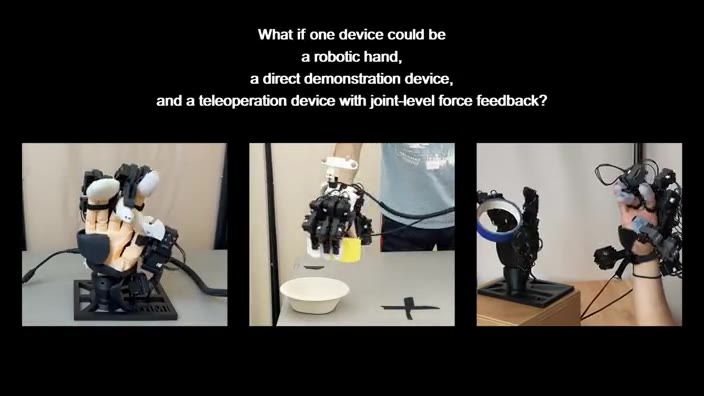 What if one device could be
a robotic hand,
a direct demonstration device,
and a teleoperation device with joint-level force feedback?